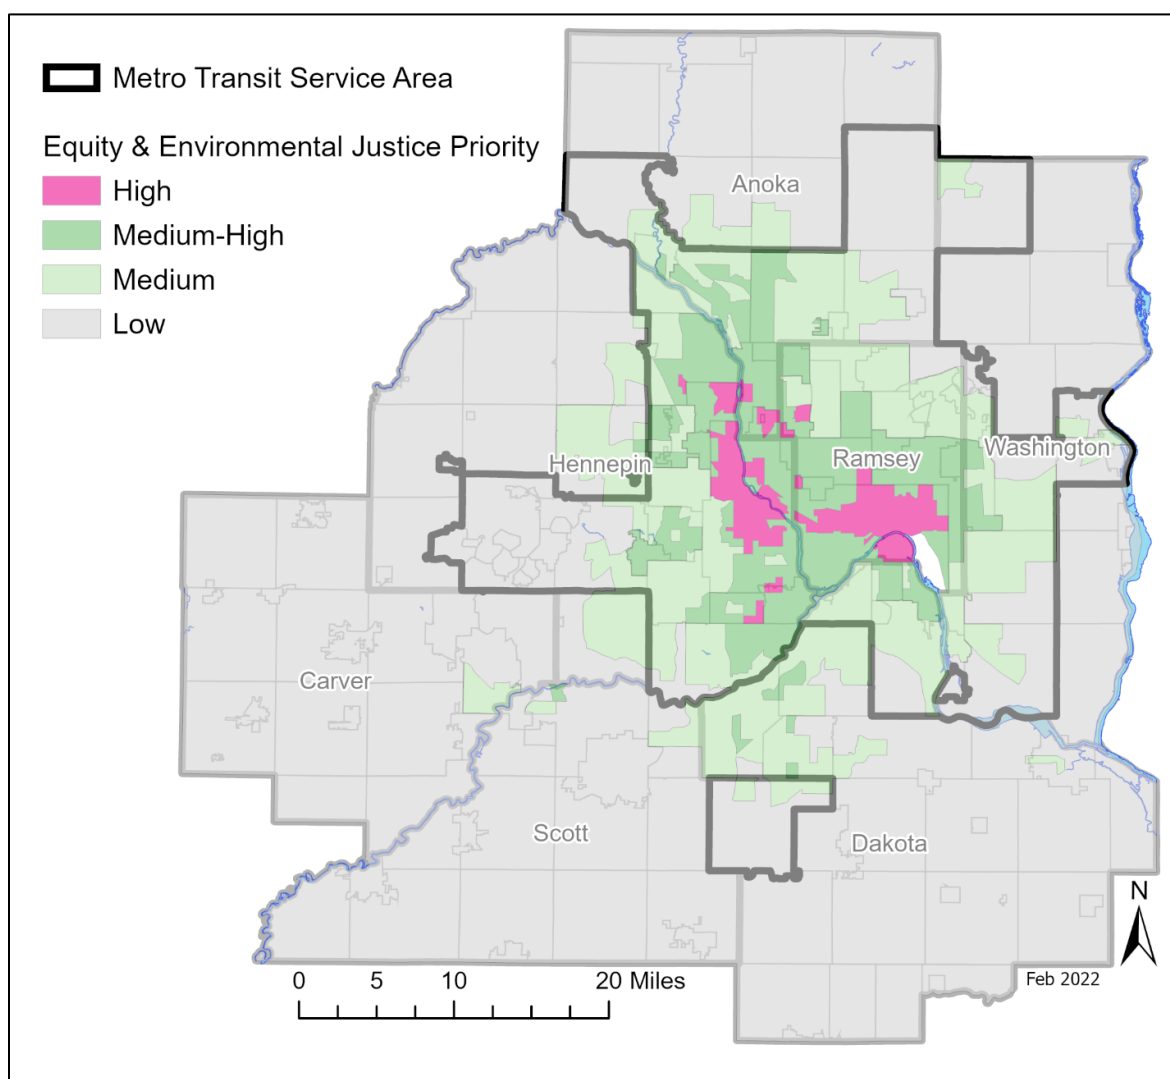 Metro Transit Service Area
Equity & Environmental Justice Priority
High
Medium-High
Medium
Low
Anoka
Hennepin
Ramsey
Washington
Carver
Scott
Dakota
N
0 5 10 20 Miles
Feb 2022